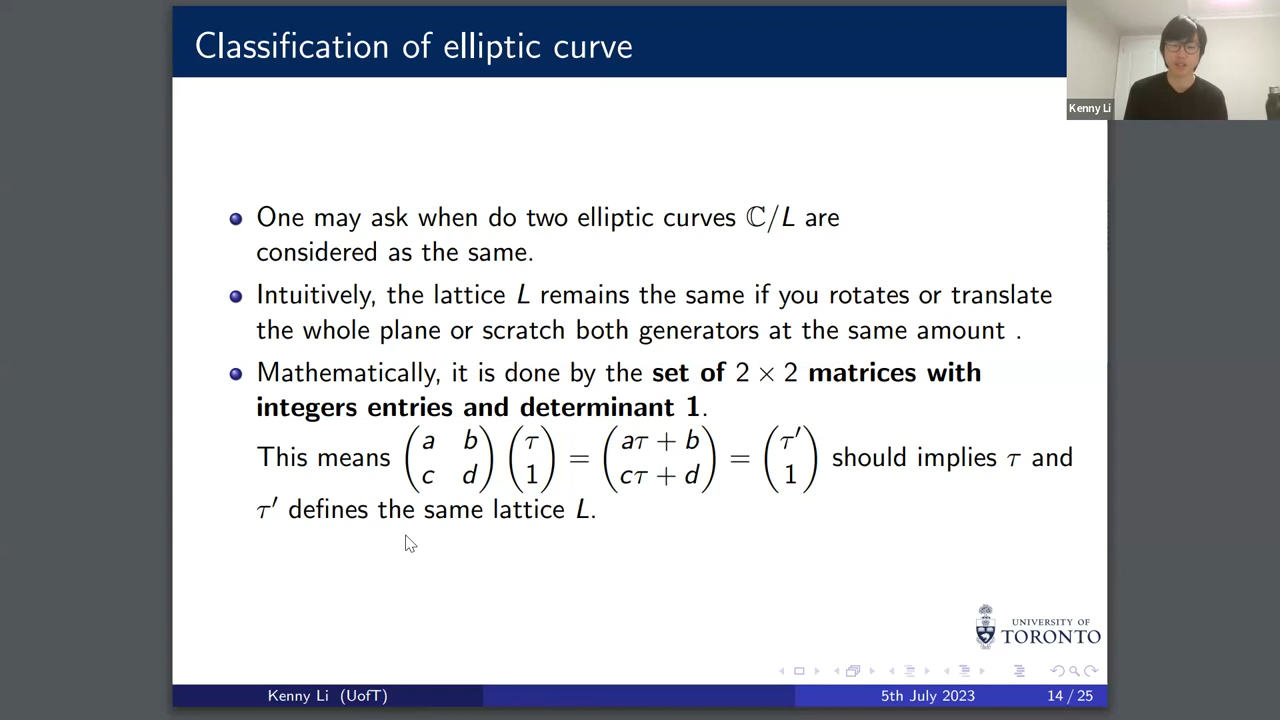 Classification of elliptic curve
Kenny Li
One may ask when do two elliptic curves ℂ/L are
considered as the same.
Intuitively, the lattice L remains the same if you rotates or translate
the whole plane or scratch both generators at the same amount .
Mathematically, it is done by the set of 2 × 2 matrices with
integers entries and determinant 1.
This means (a b; c d)(τ; 1) = (aτ + b; cτ + d) = (τ′; 1) should implies τ and
τ′ defines the same lattice L.
UNIVERSITY OF
TORONTO
Kenny Li (UofT)
5th July 2023
14 / 25